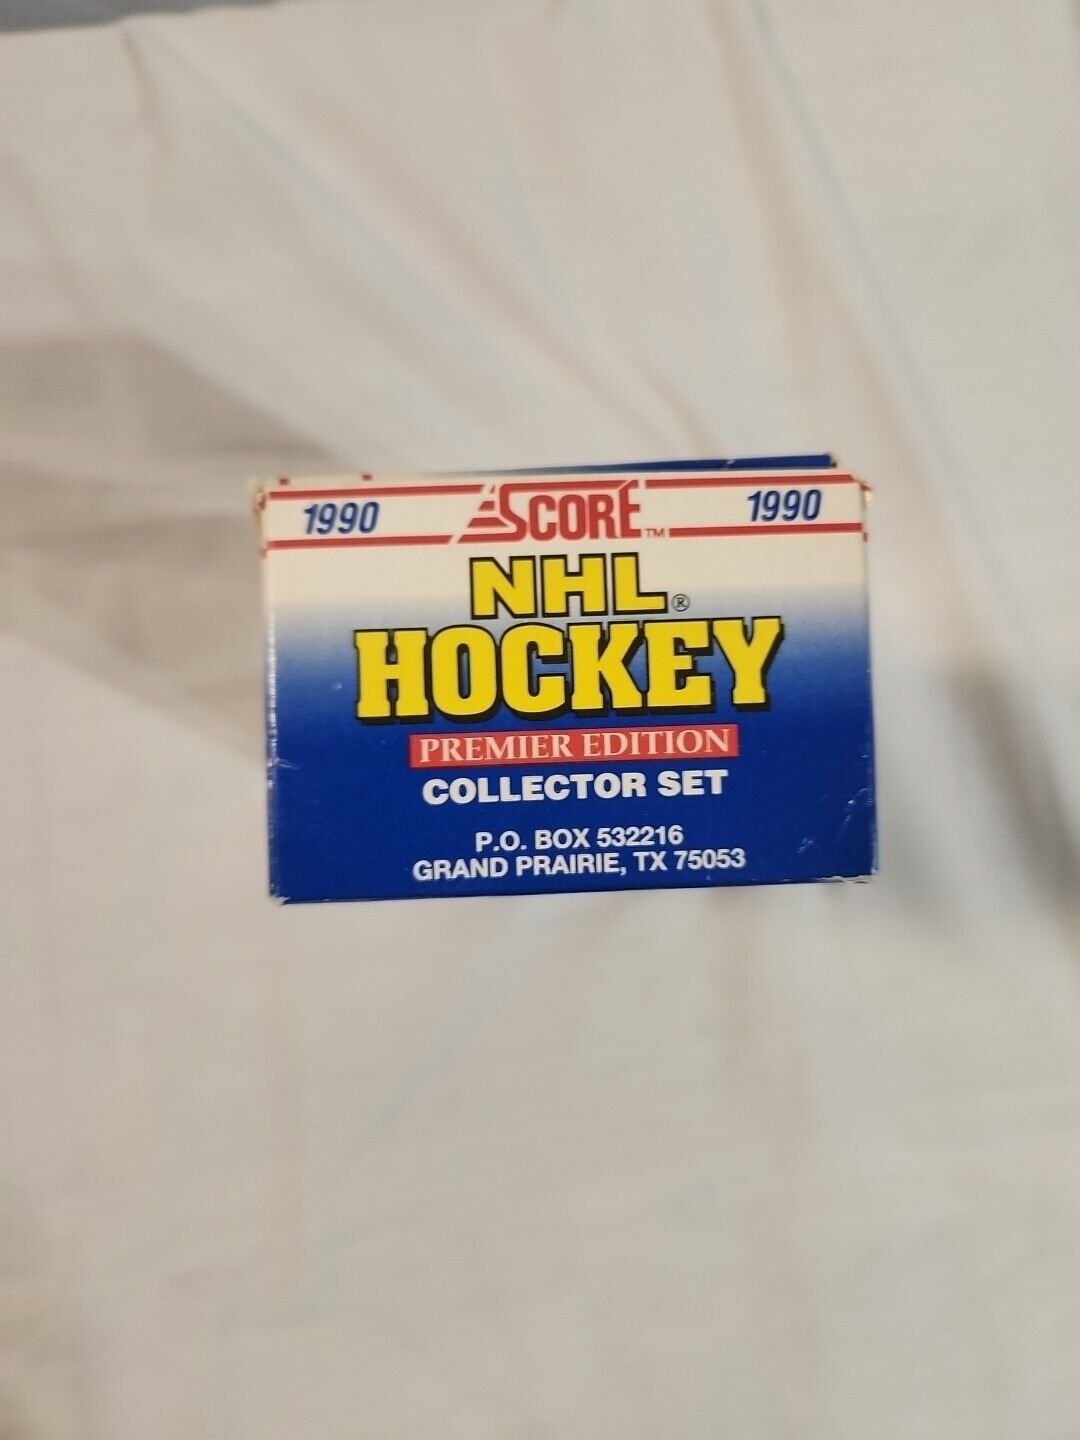 1990 SCORE™ 1990
NHL®
HOCKEY
PREMIER EDITION
COLLECTOR SET
P.O. BOX 532216
GRAND PRAIRIE, TX 75053